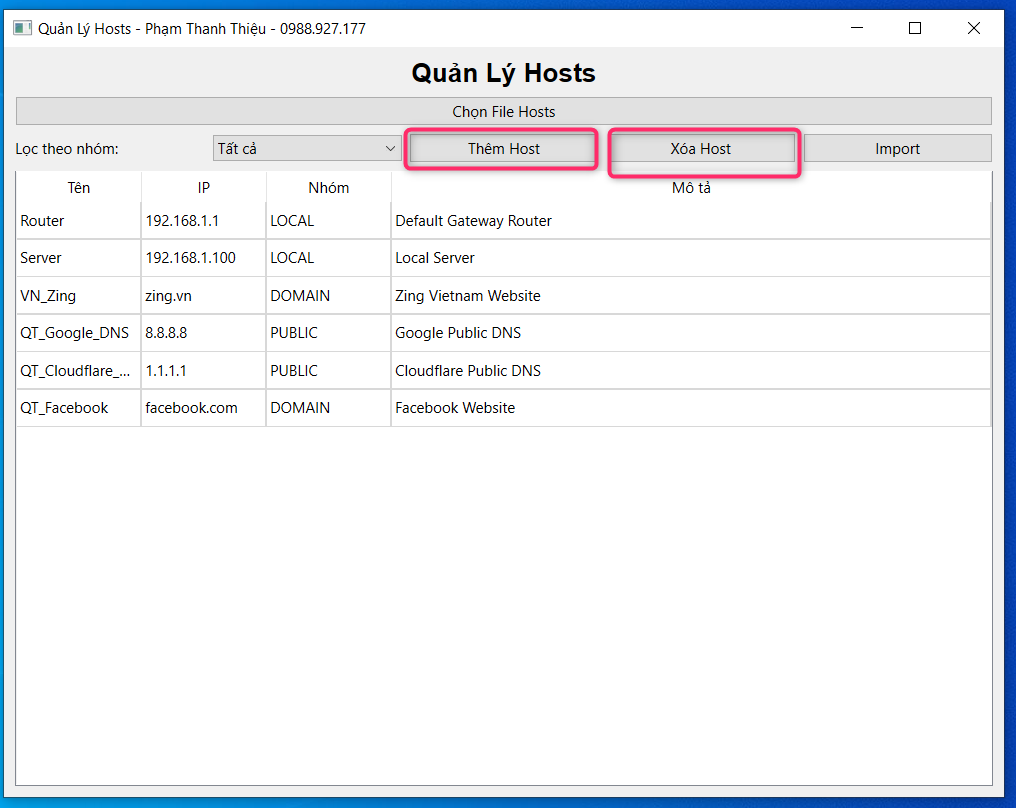 Quản Lý Hosts - Phạm Thanh Thiệu - 0988.927.177
Quản Lý Hosts
Chọn File Hosts
Lọc theo nhóm: Tất cả Thêm Host Xóa Host Import
Tên IP Nhóm Mô tả
Router 192.168.1.1 LOCAL Default Gateway Router
Server 192.168.1.100 LOCAL Local Server
VN_Zing zing.vn DOMAIN Zing Vietnam Website
QT_Google_DNS 8.8.8.8 PUBLIC Google Public DNS
QT_Cloudflare_... 1.1.1.1 PUBLIC Cloudflare Public DNS
QT_Facebook facebook.com DOMAIN Facebook Website